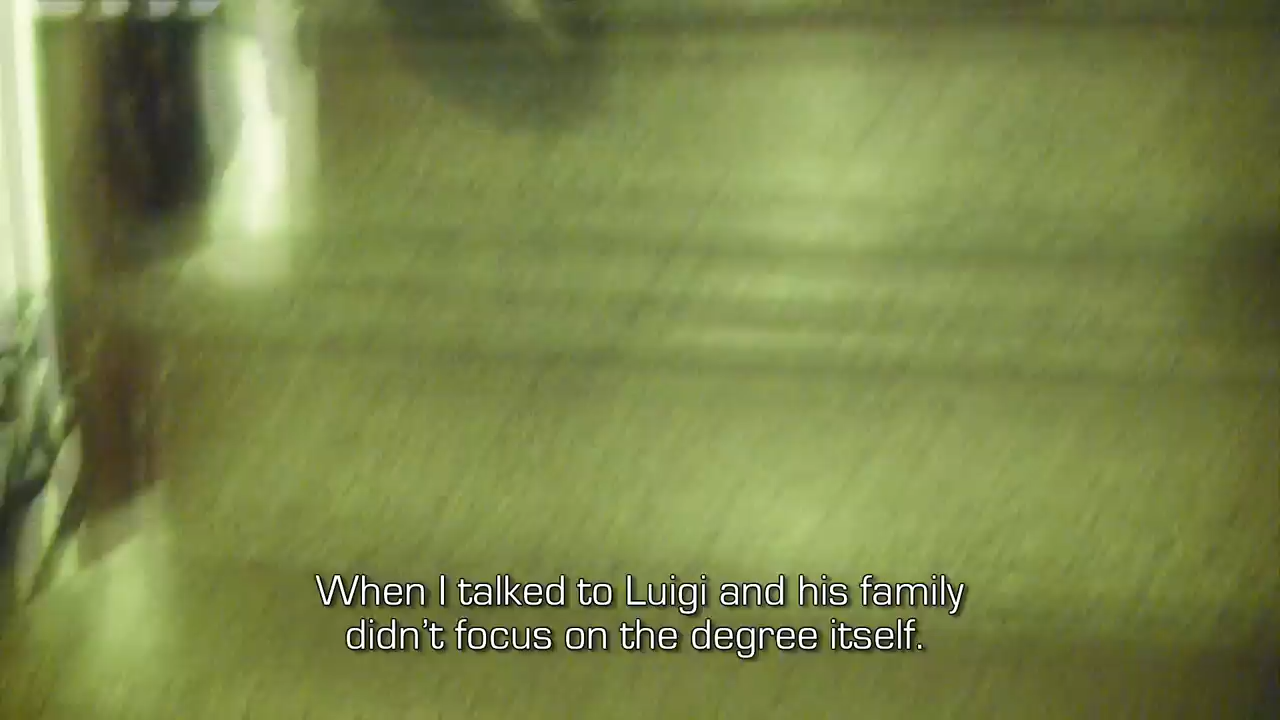 When I talked to Luigi and his family
didn't focus on the degree itself.